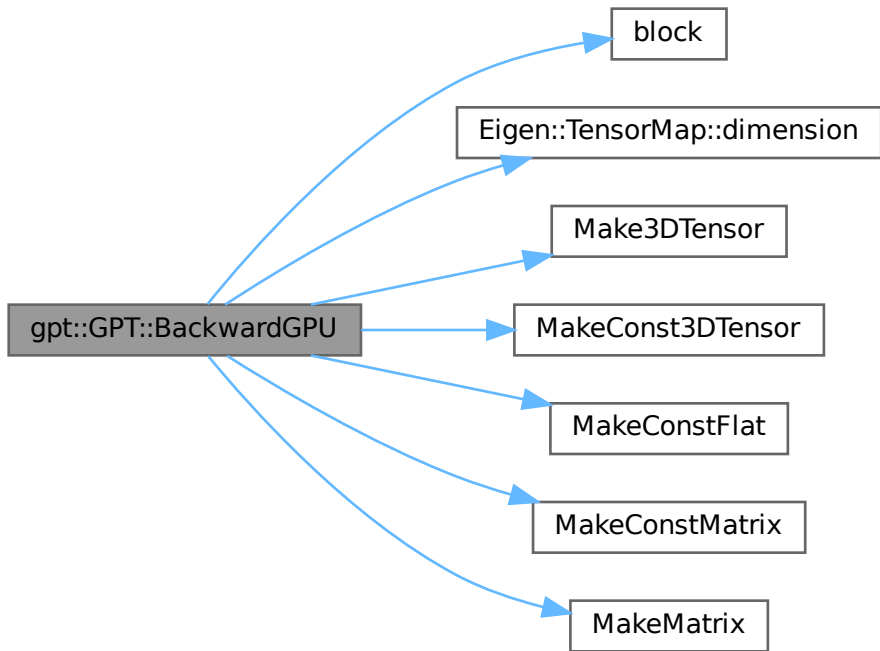 block
Eigen::TensorMap::dimension
Make3DTensor
gpt::GPT::BackwardGPU
MakeConst3DTensor
MakeConstFlat
MakeConstMatrix
MakeMatrix